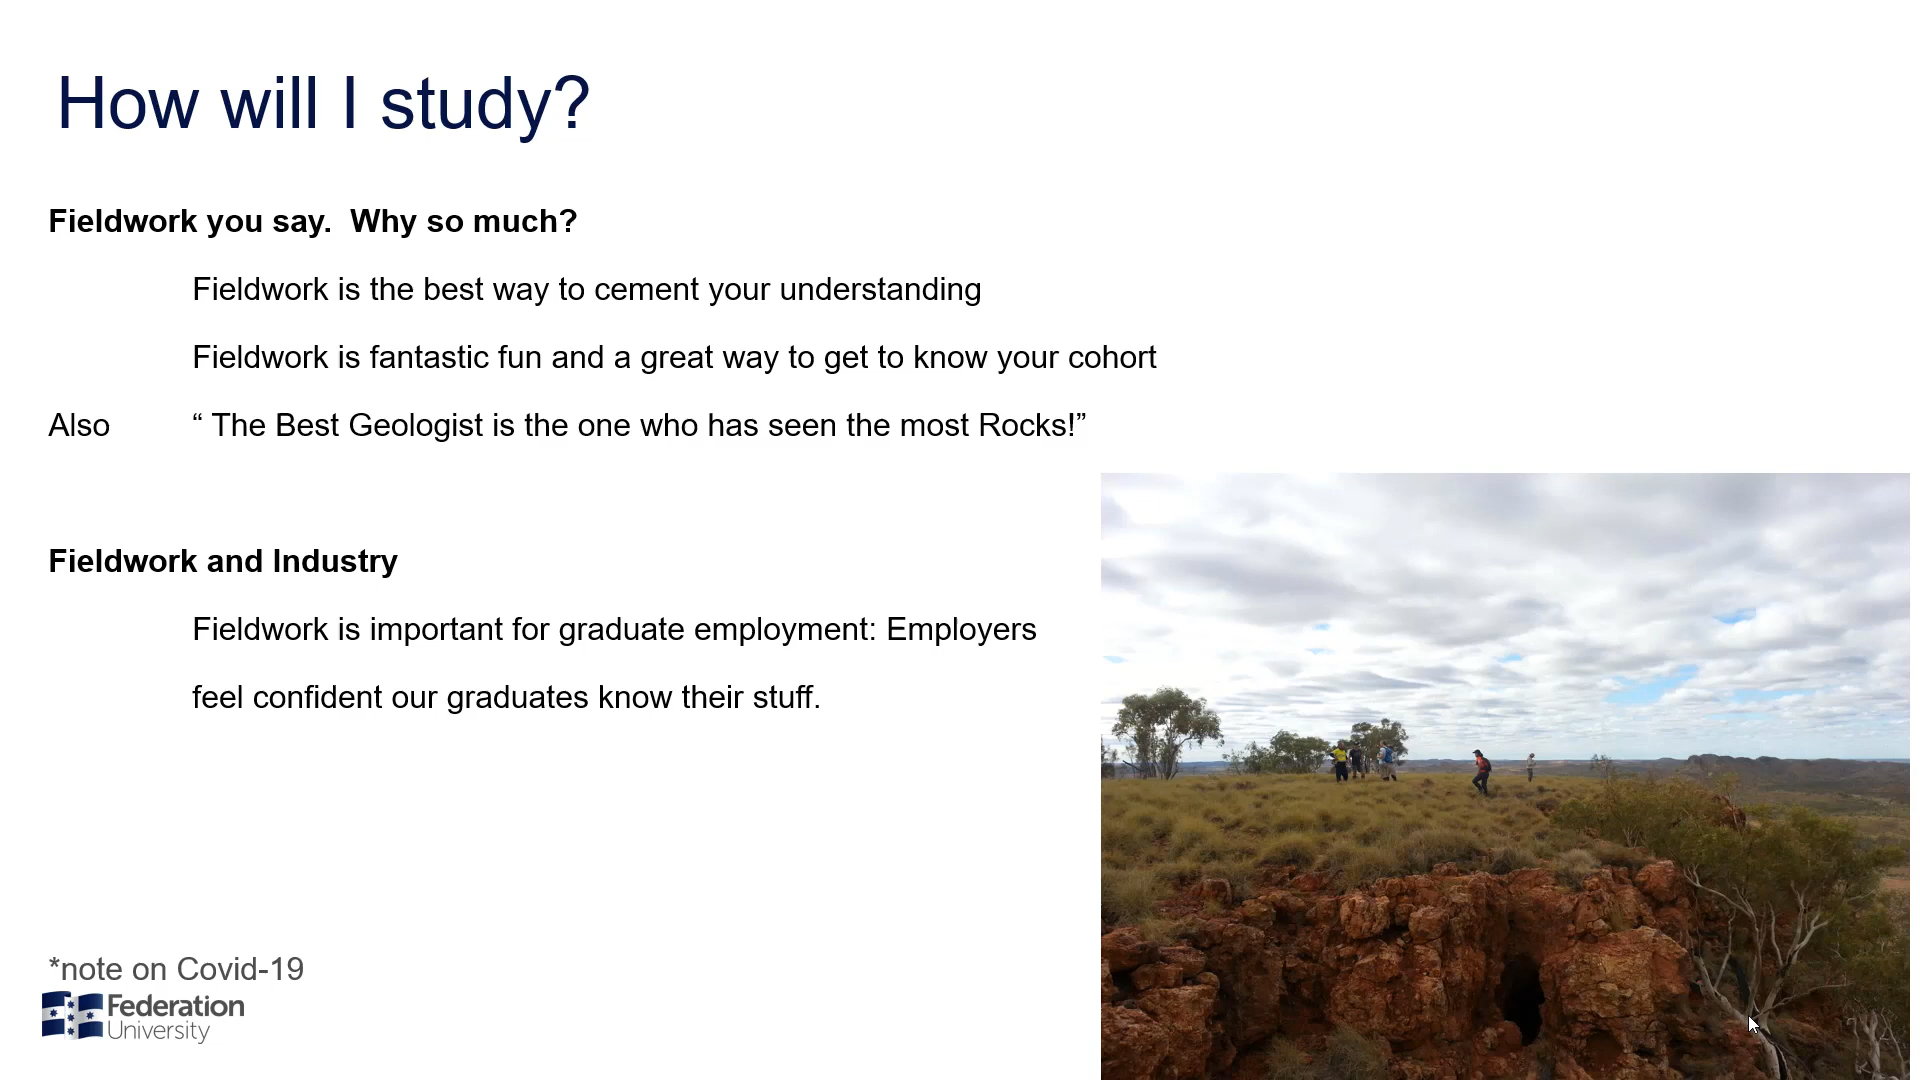 How will I study?
Fieldwork you say.  Why so much?
Fieldwork is the best way to cement your understanding
Fieldwork is fantastic fun and a great way to get to know your cohort
Also “ The Best Geologist is the one who has seen the most Rocks!”
Fieldwork and Industry
Fieldwork is important for graduate employment: Employers
feel confident our graduates know their stuff.
*note on Covid-19
Federation
University